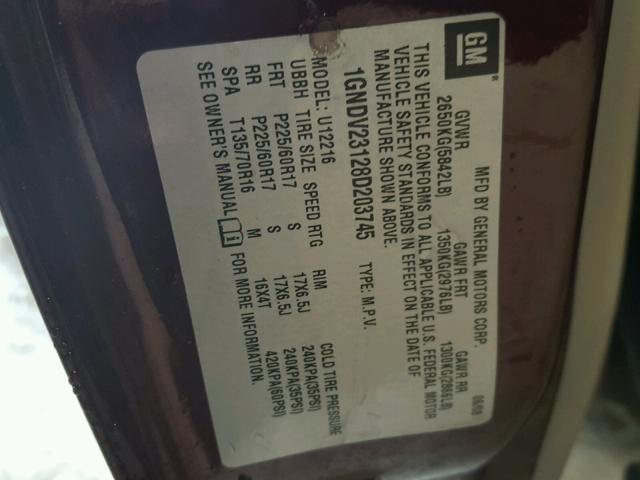 GM
MFD BY GENERAL MOTORS CORP. 06/08
GVWR GAWR FRT GAWR RR
2650KG(5842LB) 1350KG(2976LB) 1300KG(2866LB)
THIS VEHICLE CONFORMS TO ALL APPLICABLE U.S. FEDERAL MOTOR
VEHICLE SAFETY STANDARDS IN EFFECT ON THE DATE OF
MANUFACTURE SHOWN ABOVE.
1GNDV23128D203745 TYPE: M.P.V.
MODEL: U12216
UBBH TIRE SIZE SPEED RTG RIM COLD TIRE PRESSURE
FRT P225/60R17 S 17X6.5J 240KPA(35PSI)
RR P225/60R17 S 17X6.5J 240KPA(35PSI)
SPA T135/70R16 M 16X4T 420KPA(60PSI)
SEE OWNER'S MANUAL FOR MORE INFORMATION.